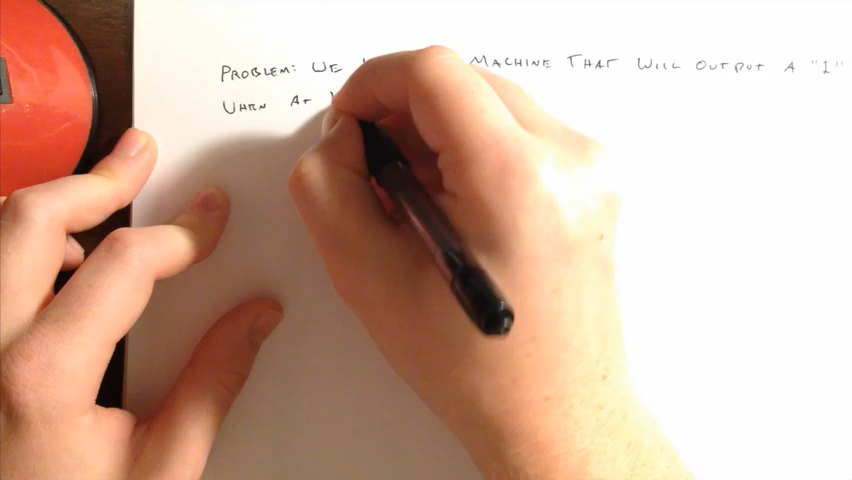 PROBLEM: WE MACHINE THAT WILL OUTPUT A "1"
WHEN AT